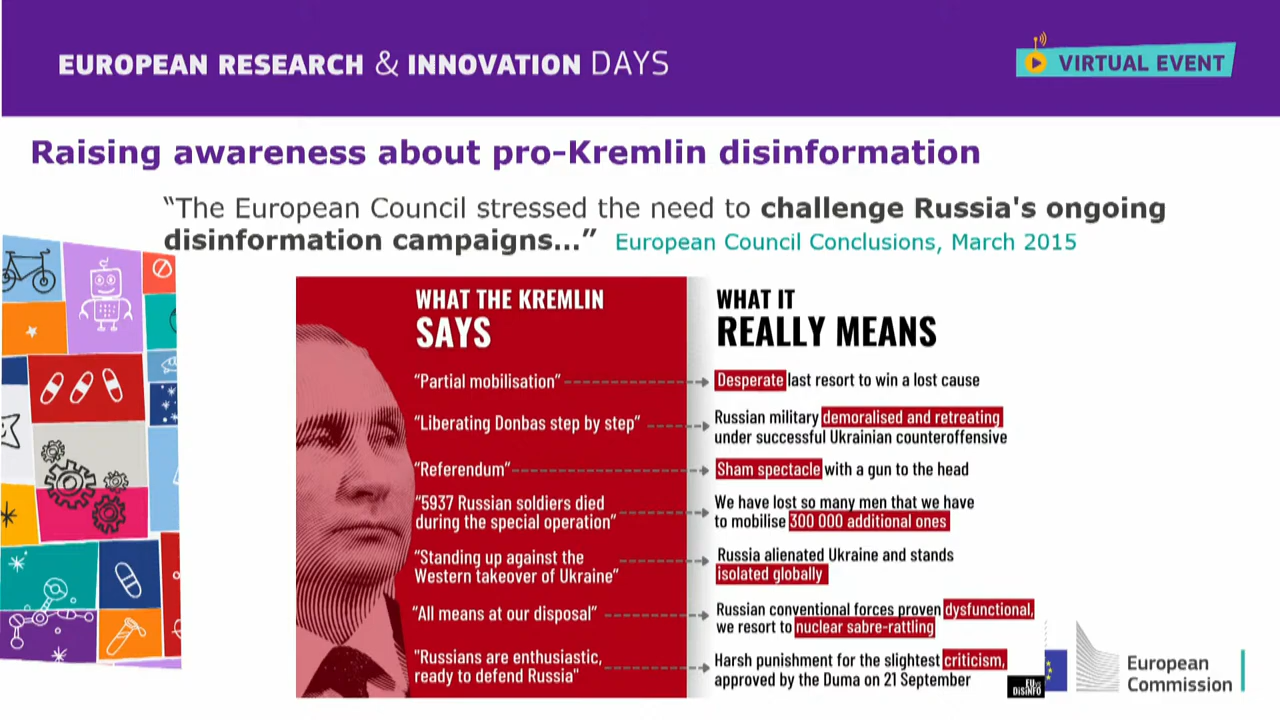 EUROPEAN RESEARCH & INNOVATION DAYS
VIRTUAL EVENT
Raising awareness about pro-Kremlin disinformation
“The European Council stressed the need to challenge Russia's ongoing
disinformation campaigns…” European Council Conclusions, March 2015
WHAT THE KREMLIN
SAYS
WHAT IT
REALLY MEANS
“Partial mobilisation”
Desperate last resort to win a lost cause
“Liberating Donbas step by step”
Russian military demoralised and retreating
under successful Ukrainian counteroffensive
“Referendum”
Sham spectacle with a gun to the head
“5937 Russian soldiers died
during the special operation”
We have lost so many men that we have
to mobilise 300 000 additional ones
“Standing up against the
Western takeover of Ukraine”
Russia alienated Ukraine and stands
isolated globally
“All means at our disposal”
Russian conventional forces proven dysfunctional,
we resort to nuclear sabre-rattling
"Russians are enthusiastic,
ready to defend Russia"
Harsh punishment for the slightest criticism,
approved by the Duma on 21 September
EUvs
DiSiNFO
European
Commission